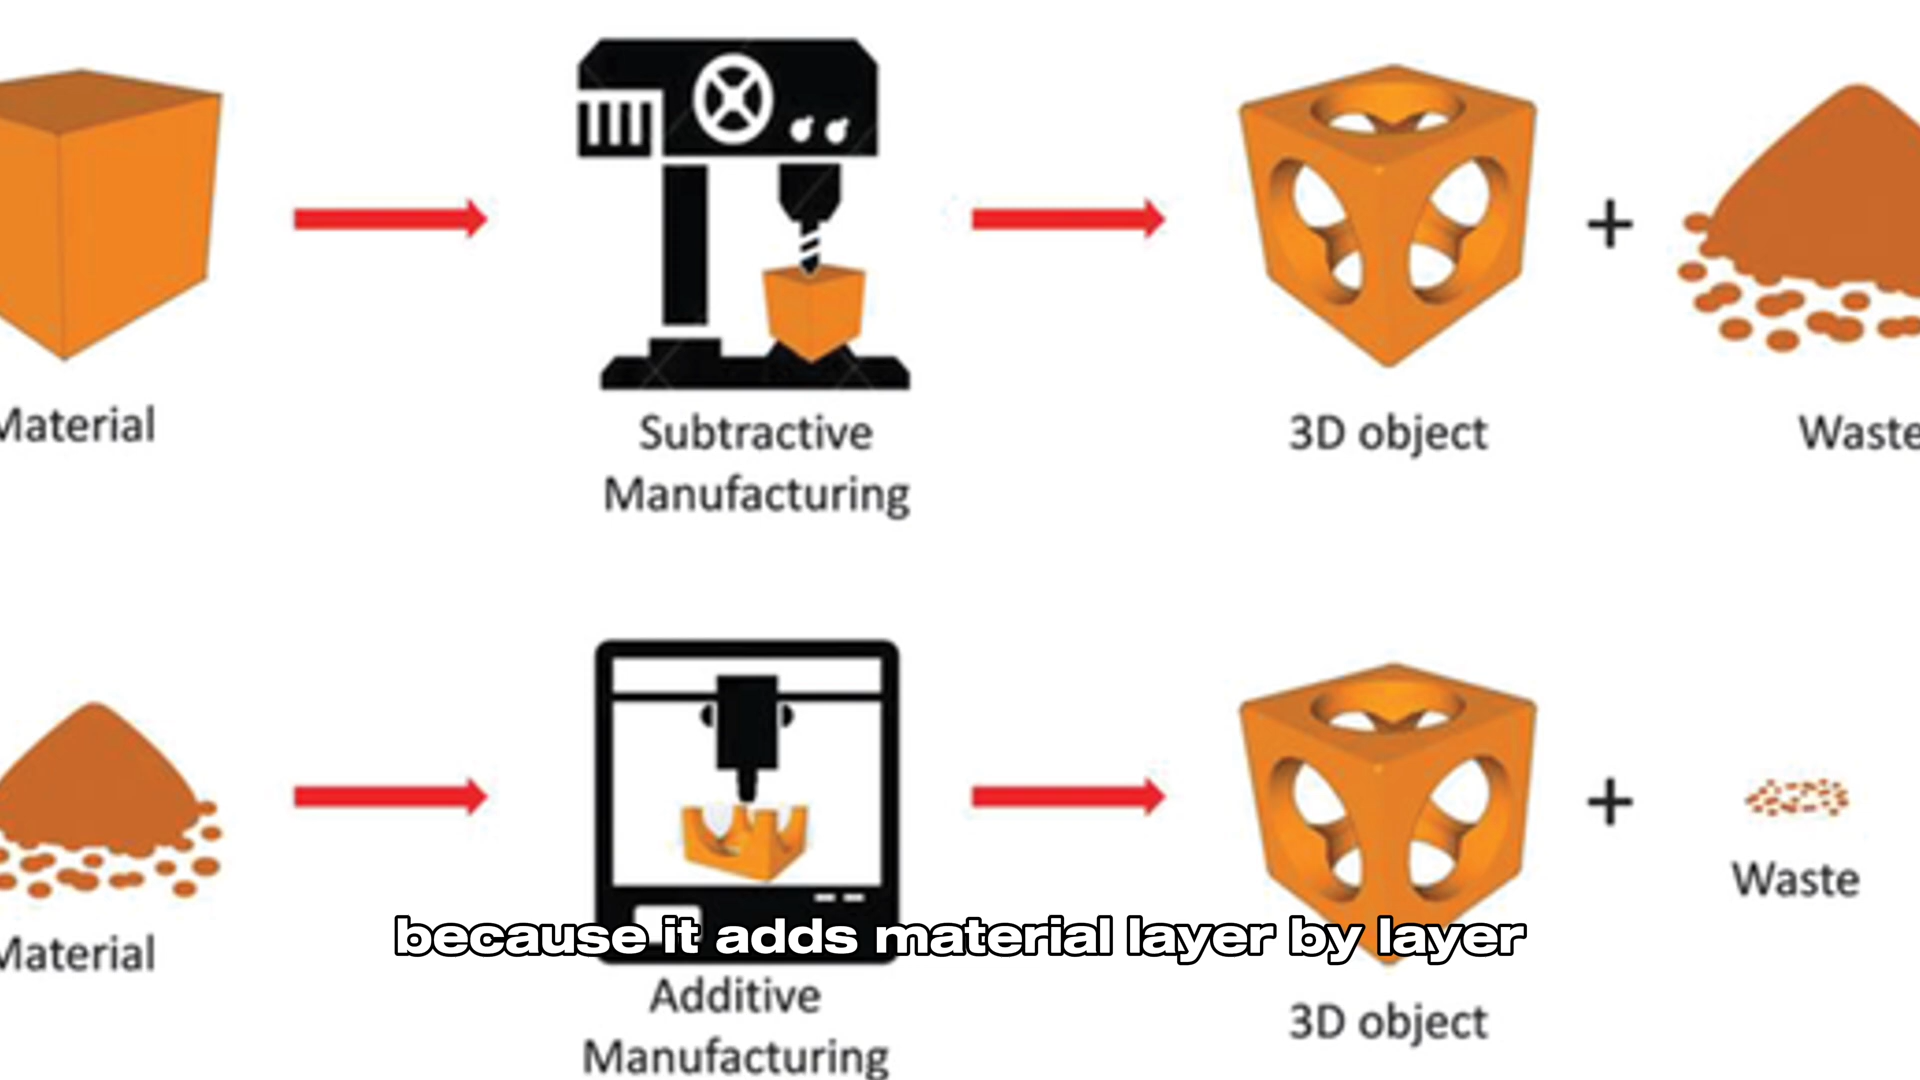 Material
Subtractive
Manufacturing
3D object
+
Waste
because it adds material layer by layer
Material
Additive
Manufacturing
3D object
+
Waste